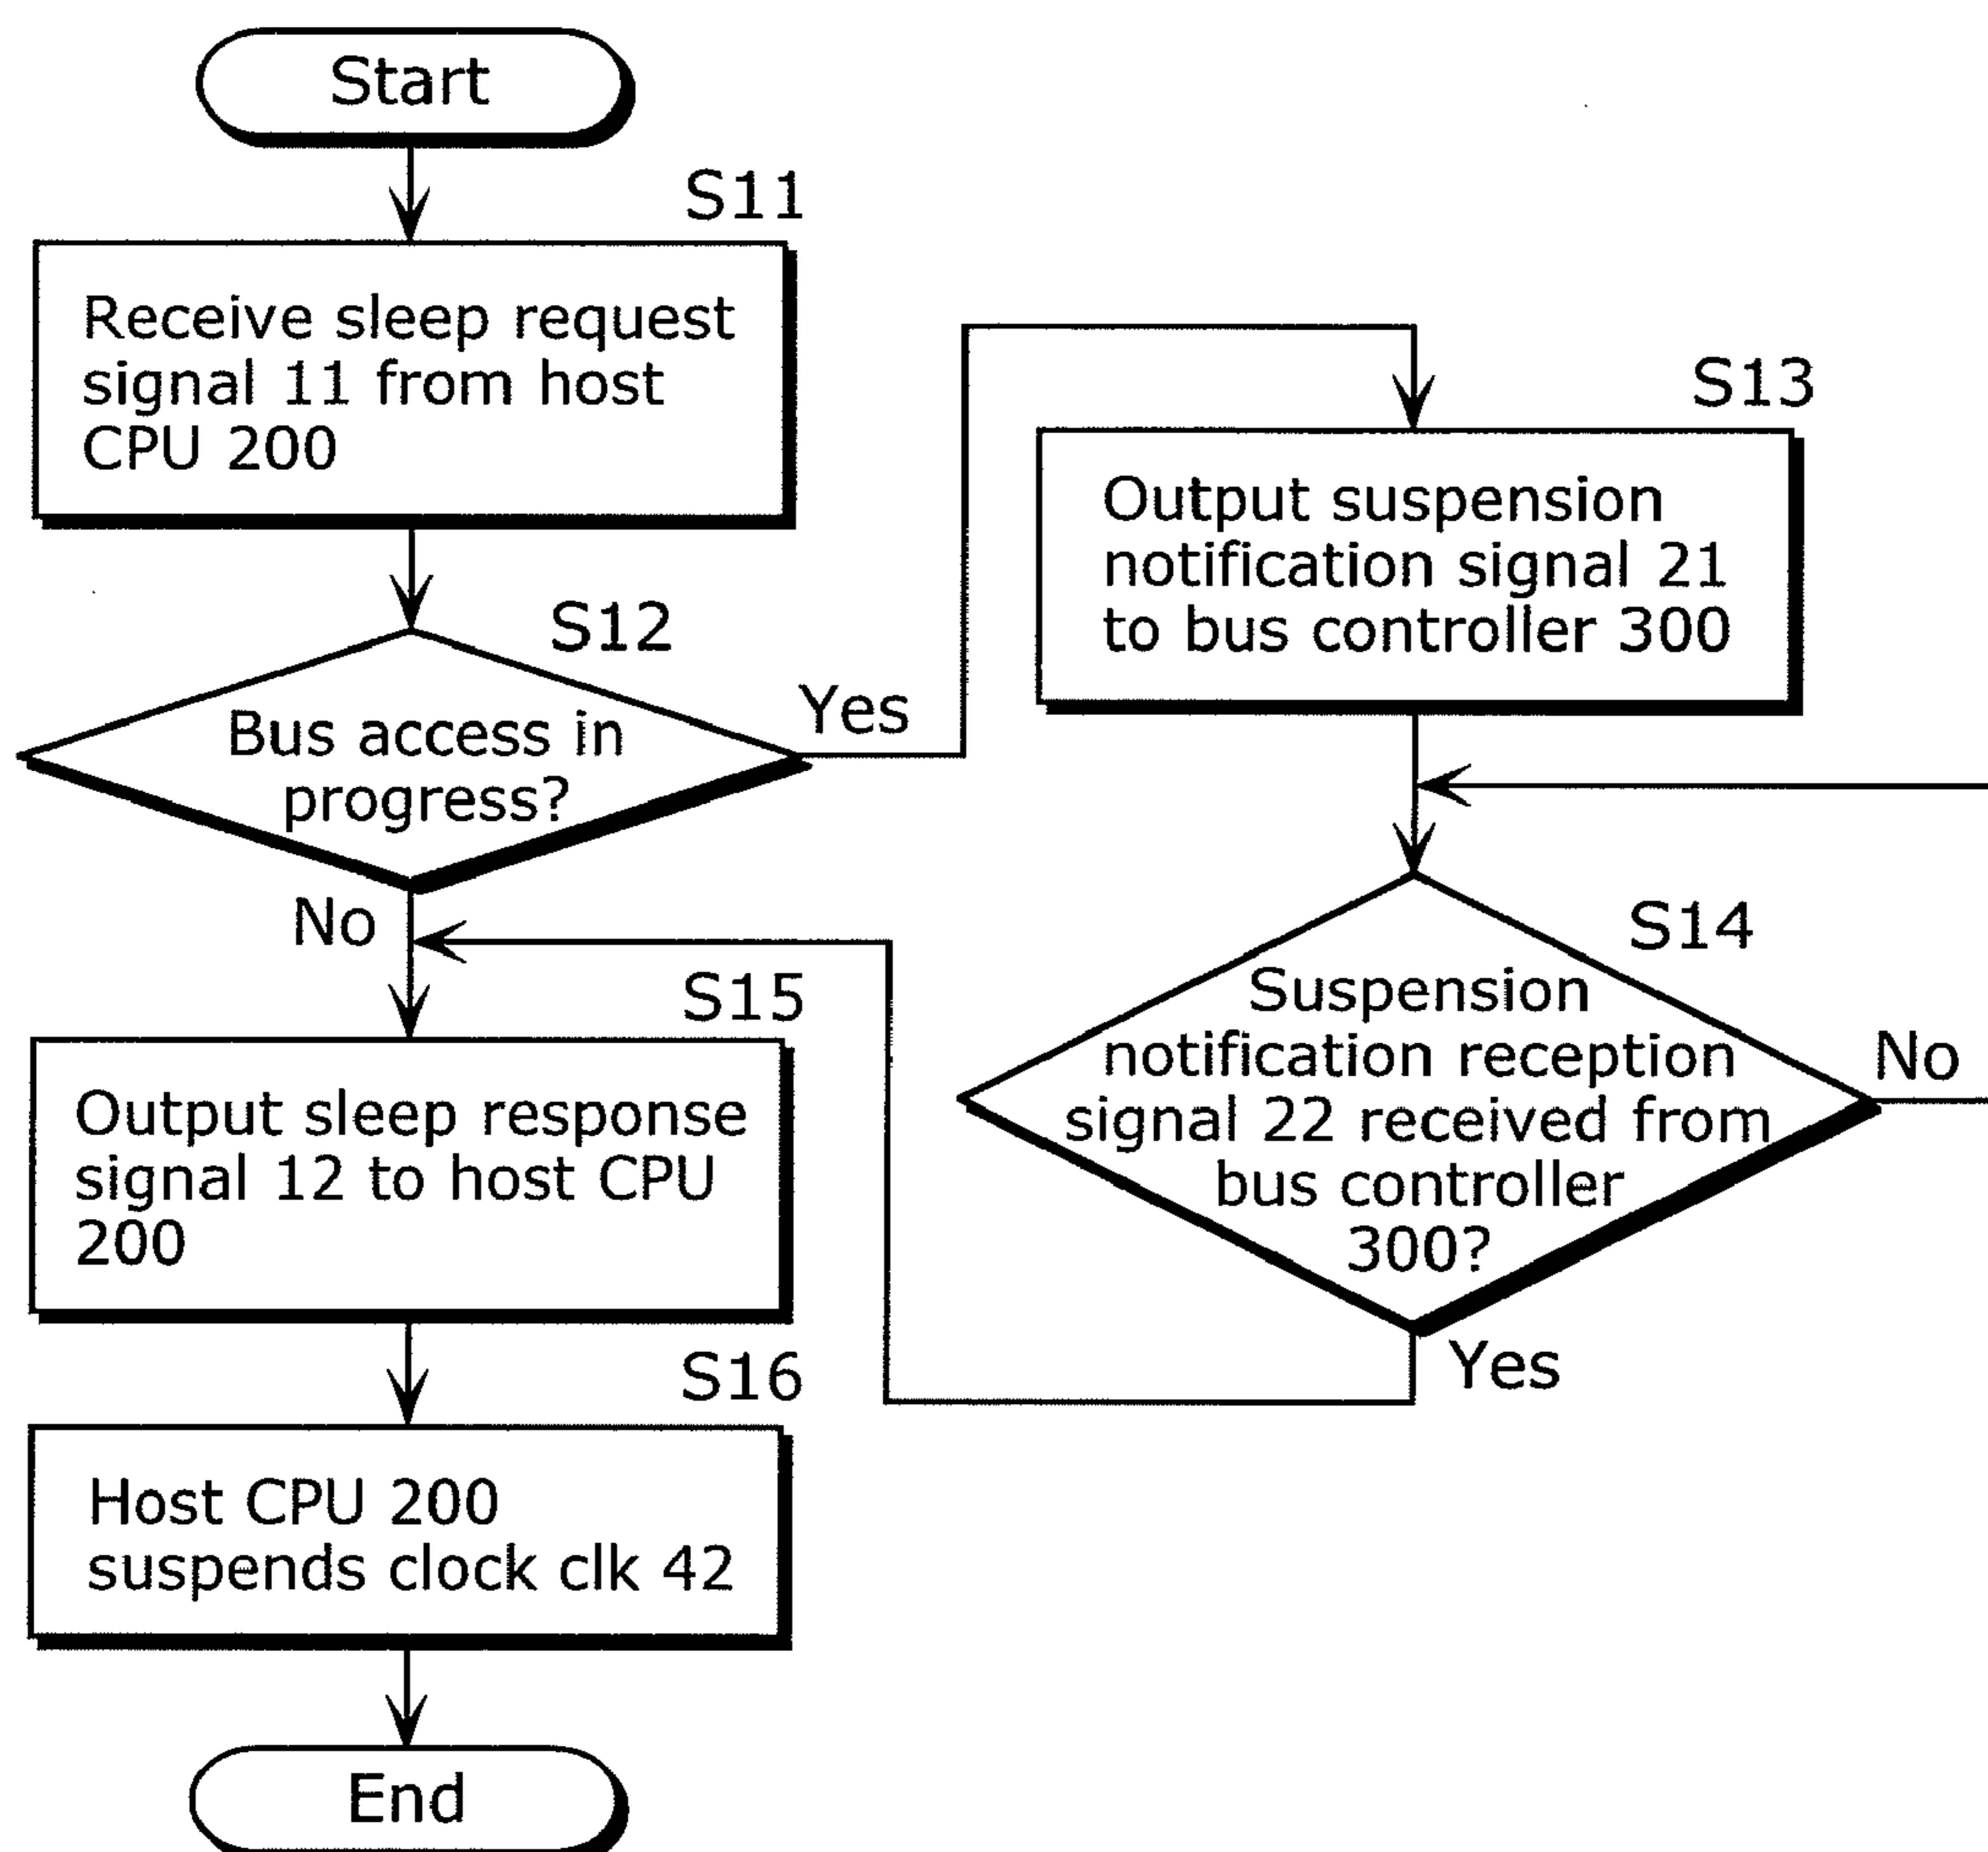 Start
S11
Receive sleep request
signal 11 from host
CPU 200
S12
Bus access in
progress?
Yes
No
S13
Output suspension
notification signal 21
to bus controller 300
S14
Suspension
notification reception
signal 22 received from
bus controller
300?
No
Yes
S15
Output sleep response
signal 12 to host CPU
200
S16
Host CPU 200
suspends clock clk 42
End